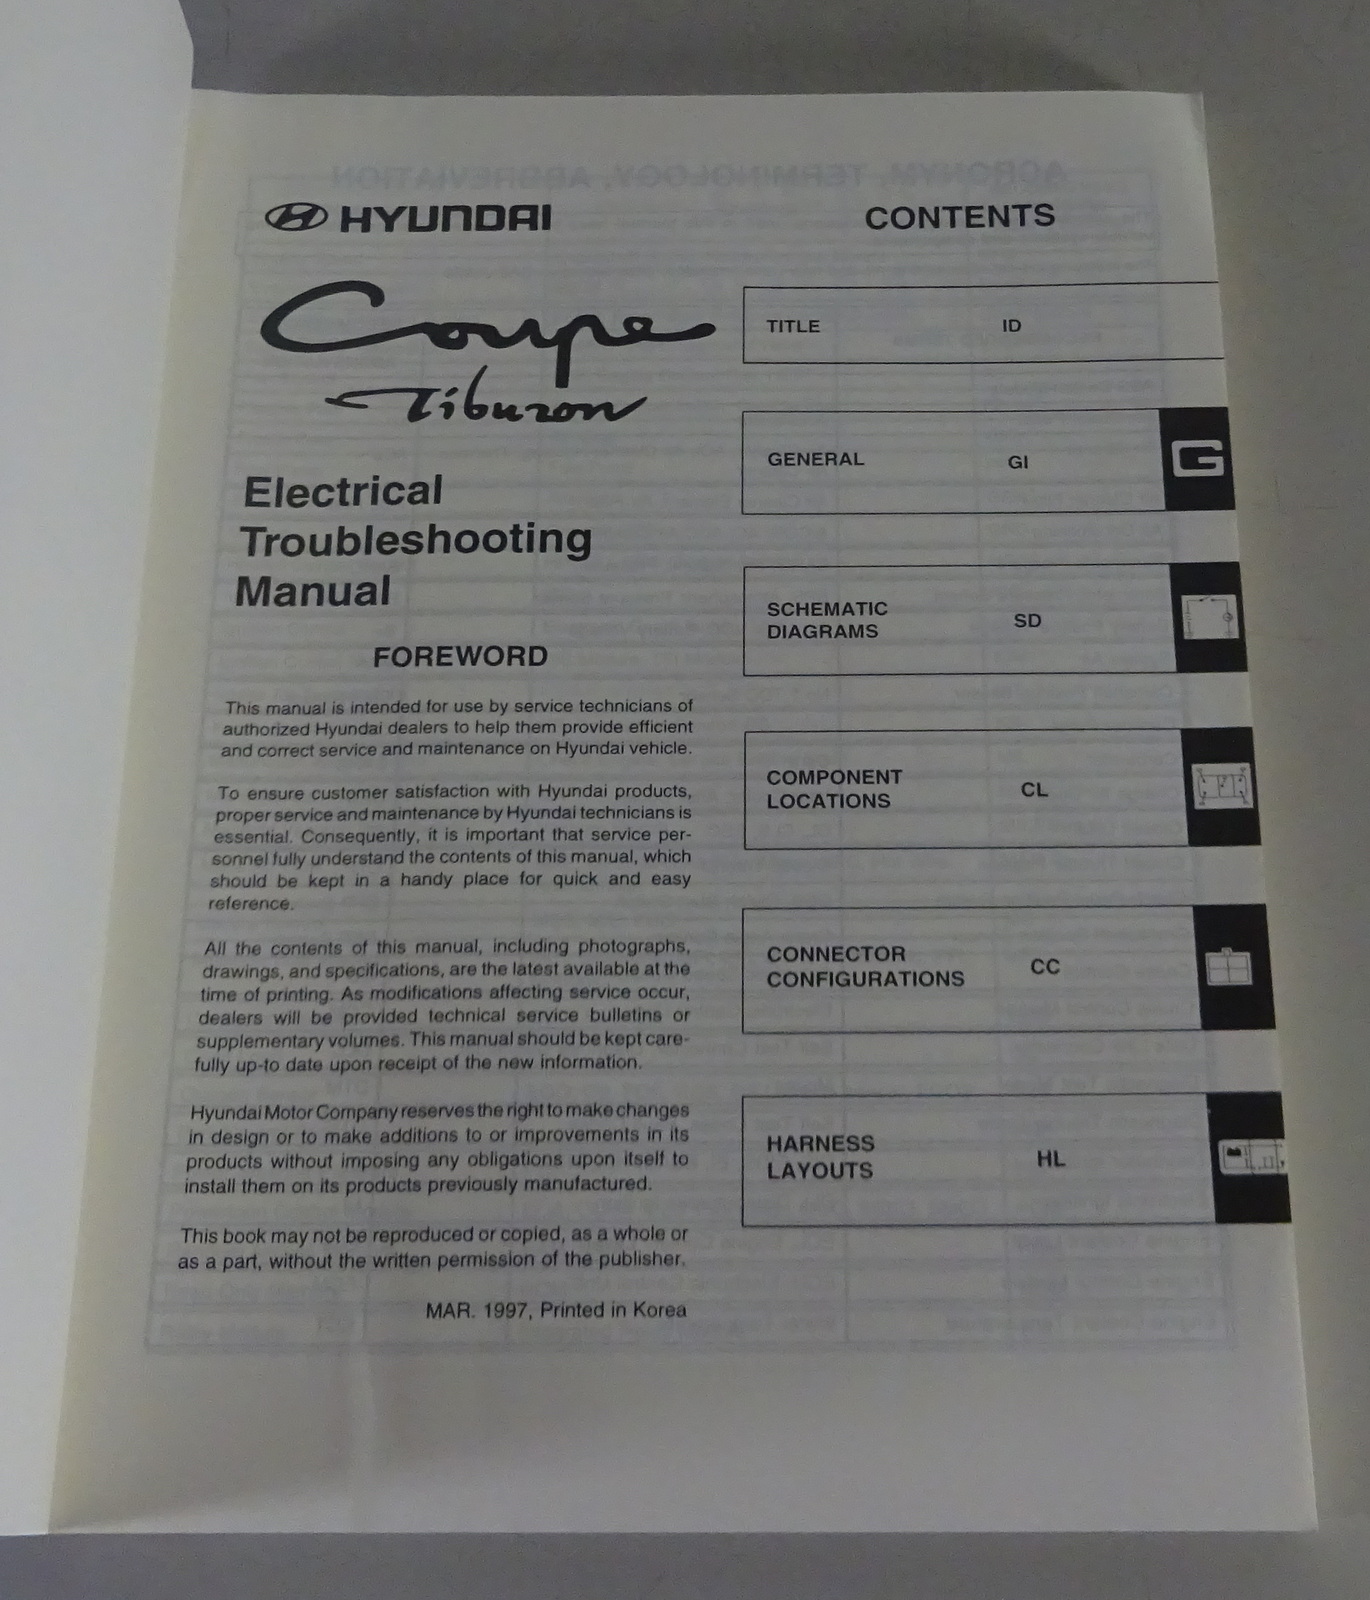 HYUNDAI
Coupe
Tiburon
Electrical
Troubleshooting
Manual
FOREWORD
This manual is intended for use by service technicians of
authorized Hyundai dealers to help them provide efficient
and correct service and maintenance on Hyundai vehicle.
To ensure customer satisfaction with Hyundai products,
proper service and maintenance by Hyundai technicians is
essential. Consequently, it is important that service per-
sonnel fully understand the contents of this manual, which
should be kept in a handy place for quick and easy
reference.
All the contents of this manual, including photographs,
drawings, and specifications, are the latest available at the
time of printing. As modifications affecting service occur,
dealers will be provided technical service bulletins or
supplementary volumes. This manual should be kept care-
fully up-to date upon receipt of the new information.
Hyundai Motor Company reserves the right to make changes
in design or to make additions to or improvements in its
products without imposing any obligations upon itself to
install them on its products previously manufactured.
This book may not be reproduced or copied, as a whole or
as a part, without the written permission of the publisher.
MAR. 1997, Printed in Korea
CONTENTS
TITLE ID
GENERAL GI
G
SCHEMATIC
DIAGRAMS
SD
COMPONENT
LOCATIONS
CL
CONNECTOR
CONFIGURATIONS
CC
HARNESS
LAYOUTS
HL
ACRONYM, TERMINOLOGY, ABBREVIATION